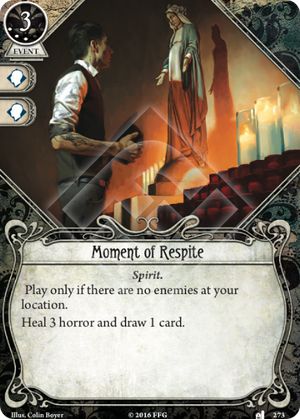 3
EVENT
Moment of Respite
Spirit.
Play only if there are no enemies at your
location.
Heal 3 horror and draw 1 card.
Illus. Colin Boyer
© 2016 FFG
273